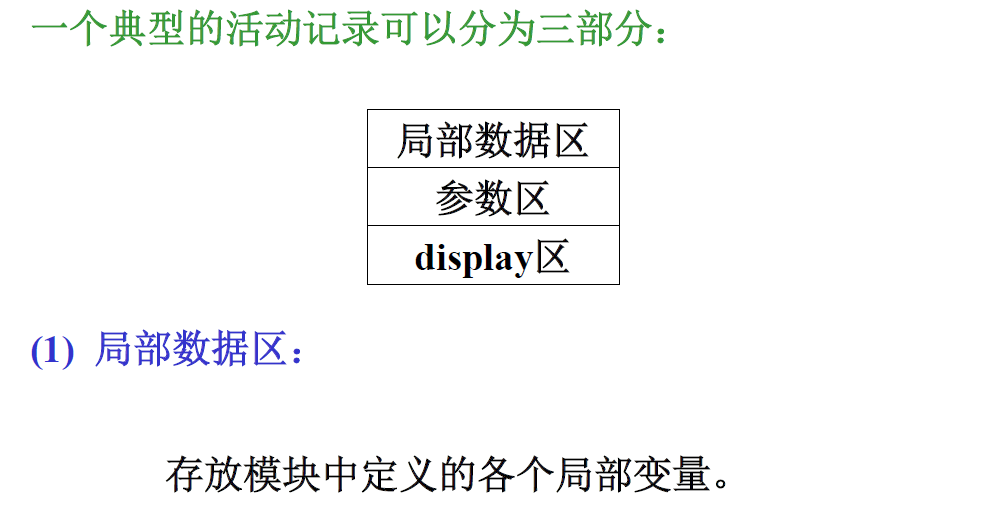 一个典型的活动记录可以分为三部分：
局部数据区
参数区
display区
(1) 局部数据区：
存放模块中定义的各个局部变量。